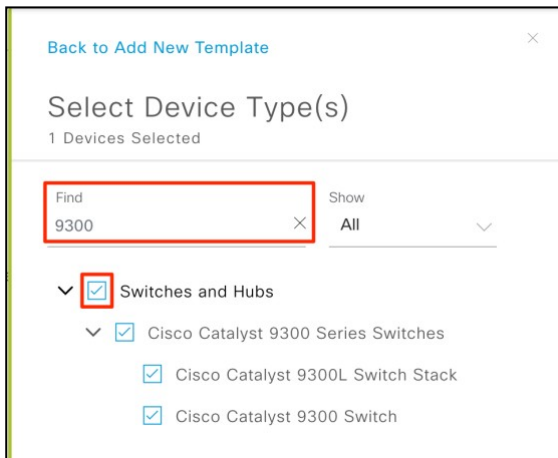 Back to Add New Template
Select Device Type(s)
1 Devices Selected
Find
Show
9300
All
Switches and Hubs
Cisco Catalyst 9300 Series Switches
Cisco Catalyst 9300L Switch Stack
Cisco Catalyst 9300 Switch